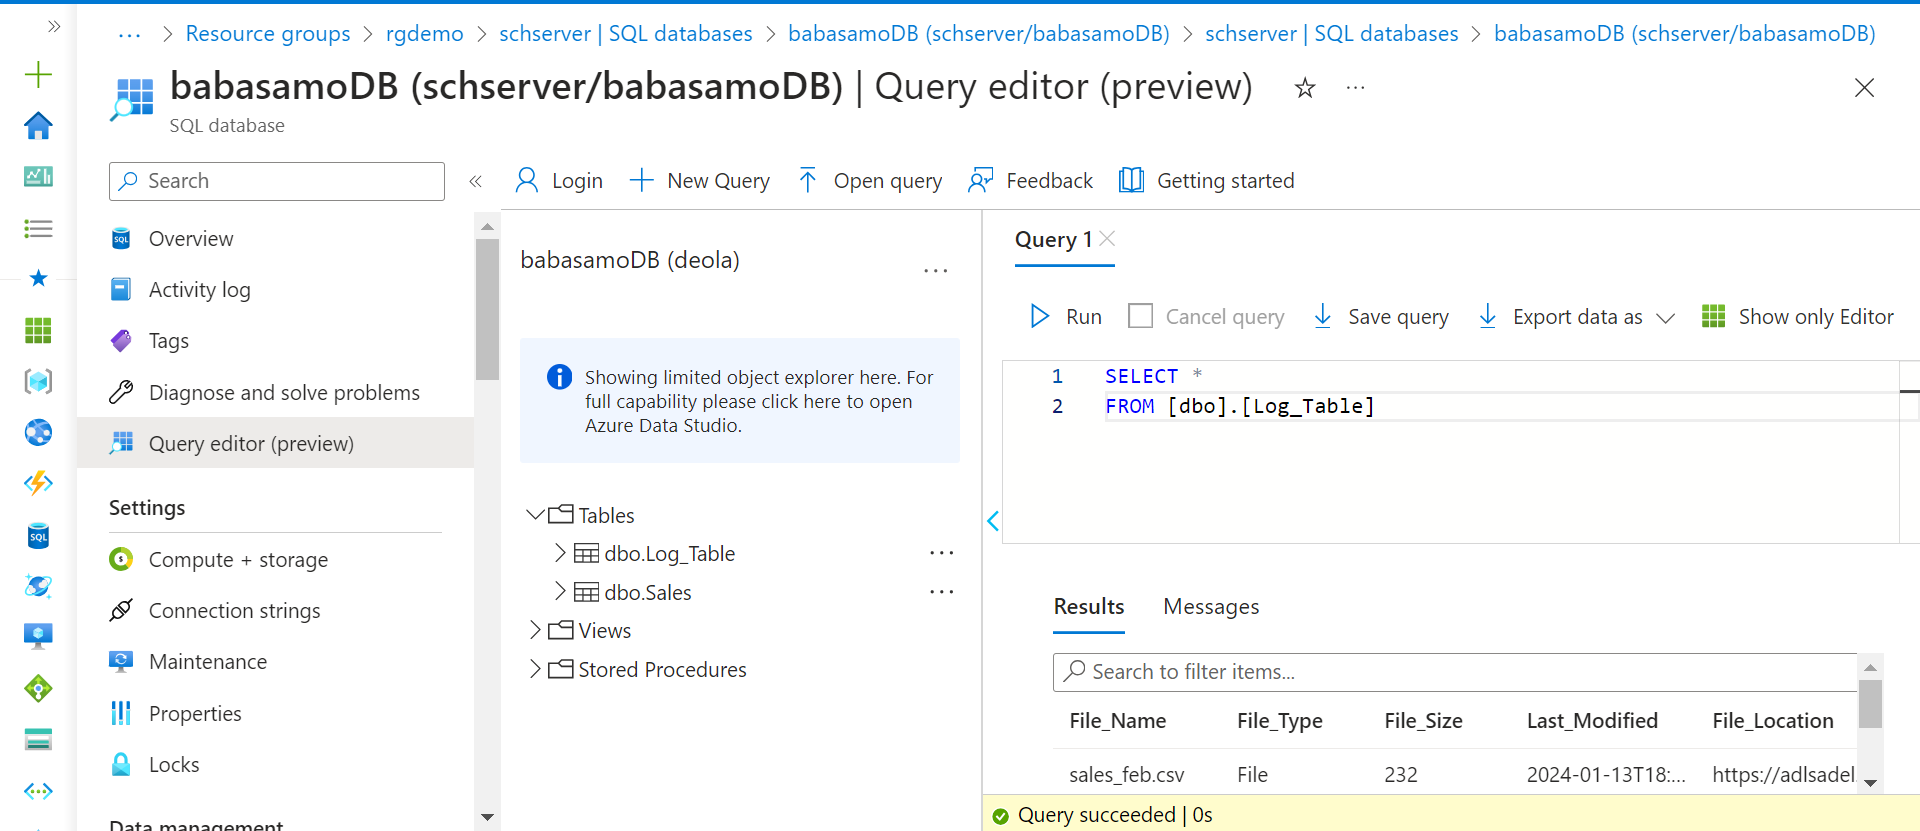 … > Resource groups > rgdemo > schserver | SQL databases > babasamoDB (schserver/babasamoDB) > schserver | SQL databases > babasamoDB (schserver/babasamoDB)
babasamoDB (schserver/babasamoDB) | Query editor (preview)
SQL database
Search
Overview
Activity log
Tags
Diagnose and solve problems
Query editor (preview)
Settings
Compute + storage
Connection strings
Maintenance
Properties
Locks
Data management
Login
New Query
Open query
Feedback
Getting started
babasamoDB (deola)
Showing limited object explorer here. For
full capability please click here to open
Azure Data Studio.
Tables
dbo.Log_Table
dbo.Sales
Views
Stored Procedures
Query 1
Run
Cancel query
Save query
Export data as
Show only Editor
1 SELECT *
2 FROM [dbo].[Log_Table]
Results
Messages
Search to filter items...
File_Name File_Type File_Size Last_Modified File_Location
sales_feb.csv File 232 2024-01-13T18:... https://adlsadel
Query succeeded | 0s